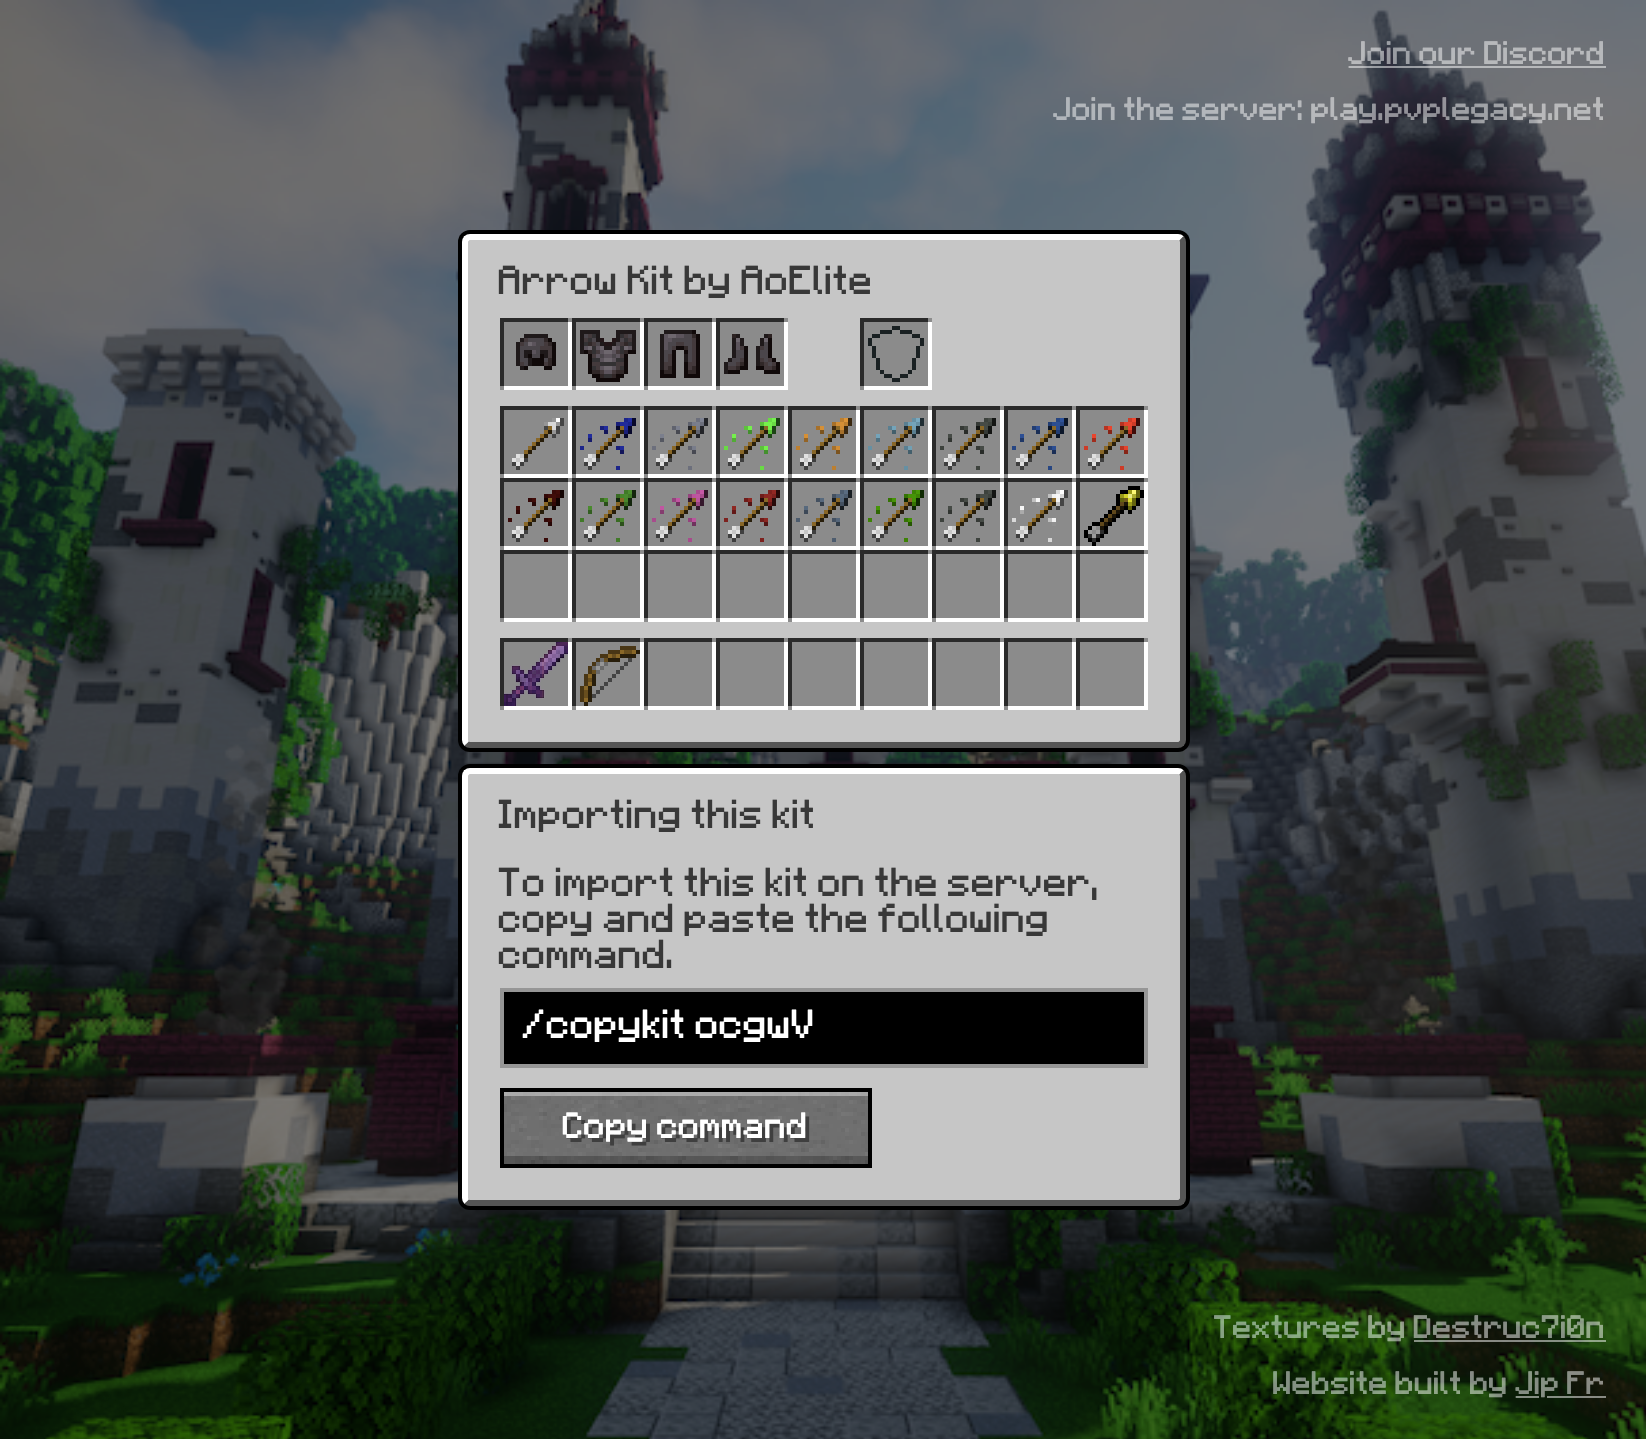 Join our Discord
Join the server: play.pvplegacy.net
Arrow Kit by AoElite
Importing this kit
To import this kit on the server,
copy and paste the following
command.
/copykit ocgwV
Copy command
Textures by Destruc7i0n
Website built by Jip Fr